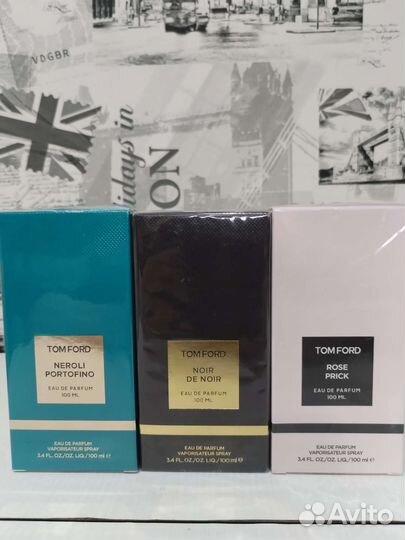 VDGBR
lidays in
ON
TOM FORD
NEROLI
PORTOFINO
EAU DE PARFUM
100 ML
EAU DE PARFUM
VAPORISATEUR SPRAY
3.4 FL. OZ./OZ. LIQ./100 ml e
TOM FORD
NOIR
DE NOIR
EAU DE PARFUM
100 ML
EAU DE PARFUM
VAPORISATEUR SPRAY
3.4 FL. OZ./OZ. LIQ./100 ml e
TOM FORD
ROSE
PRICK
EAU DE PARFUM
100 ML
EAU DE PARFUM
VAPORISATEUR SPRAY
3.4 FL. OZ./OZ. LIQ./100 ml e
Avito